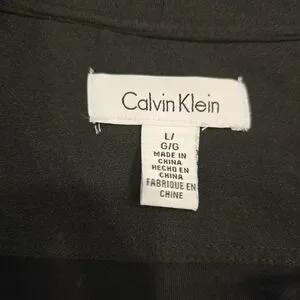 Calvin Klein
L/
G/G
MADE IN
CHINA
HECHO EN
CHINA
FABRIQUE EN
CHINE